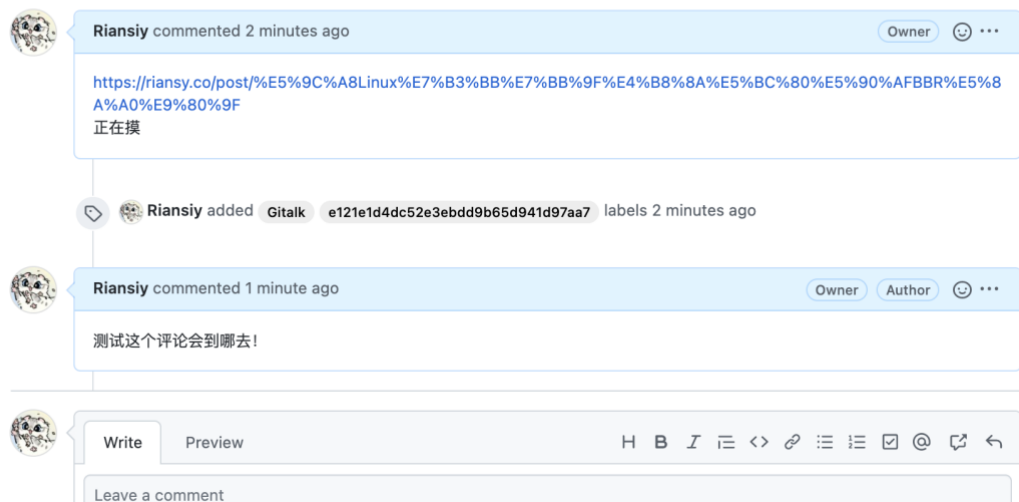 Riansiy commented 2 minutes ago Owner
https://riansy.co/post/%E5%9C%A8Linux%E7%B3%BB%E7%BB%9F%E4%B8%8A%E5%BC%80%E5%90%AFBBR%E5%8
A%A0%E9%80%9F
正在摸
Riansiy added Gitalk e121e1d4dc52e3ebdd9b65d941d97aa7 labels 2 minutes ago
Riansiy commented 1 minute ago Owner Author
测试这个评论会到哪去!
Write Preview
Leave a comment